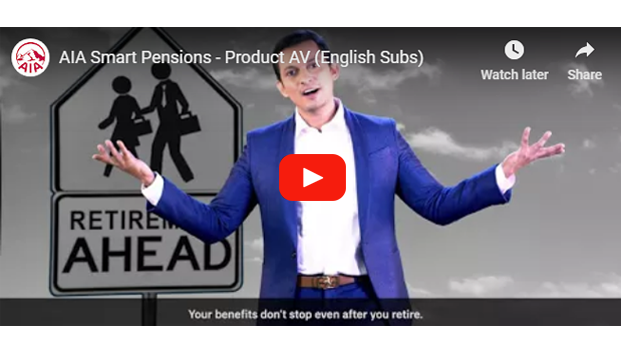 AIA
AIA Smart Pensions - Product AV (English Subs)
Watch later
Share
RETIREM
AHEAD
Your benefits don't stop even after you retire.